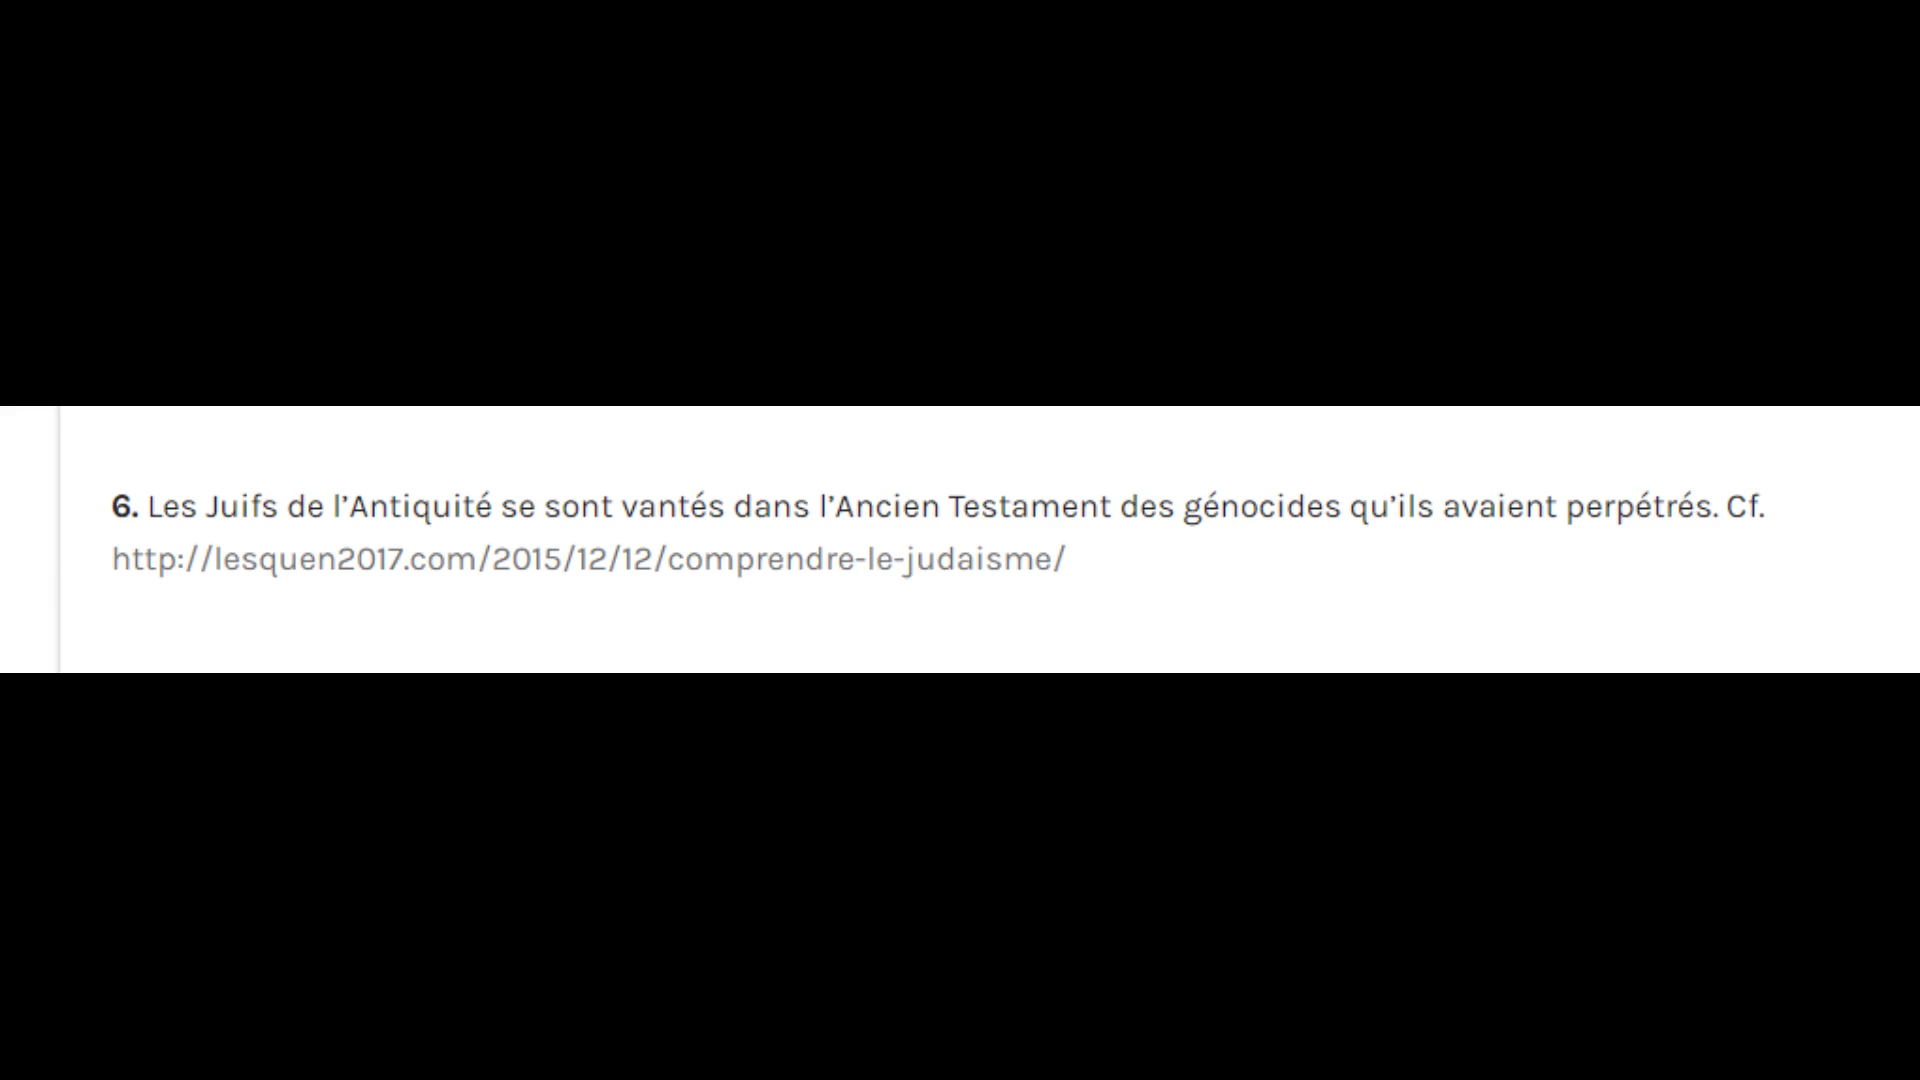 6. Les Juifs de l’Antiquité se sont vantés dans l’Ancien Testament des génocides qu’ils avaient perpétrés. Cf.
http://lesquen2017.com/2015/12/12/comprendre-le-judaisme/